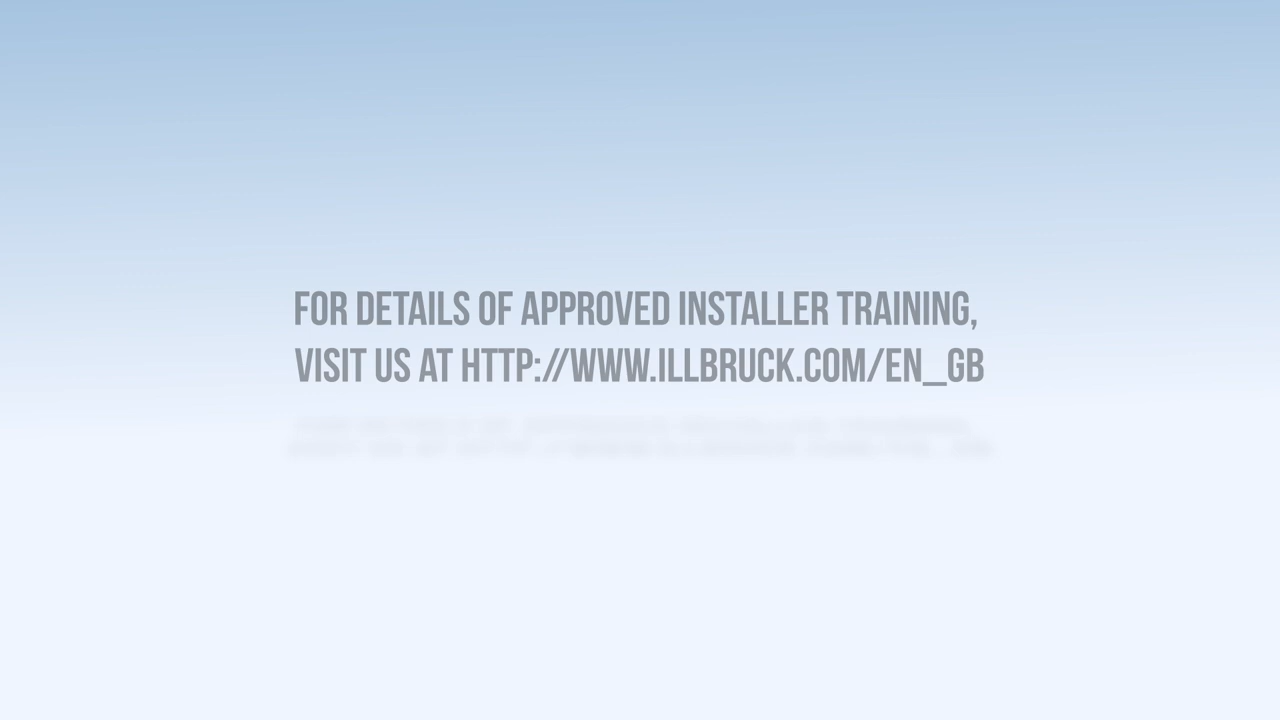 FOR DETAILS OF APPROVED INSTALLER TRAINING,
VISIT US AT HTTP://WWW.ILLBRUCK.COM/EN_GB